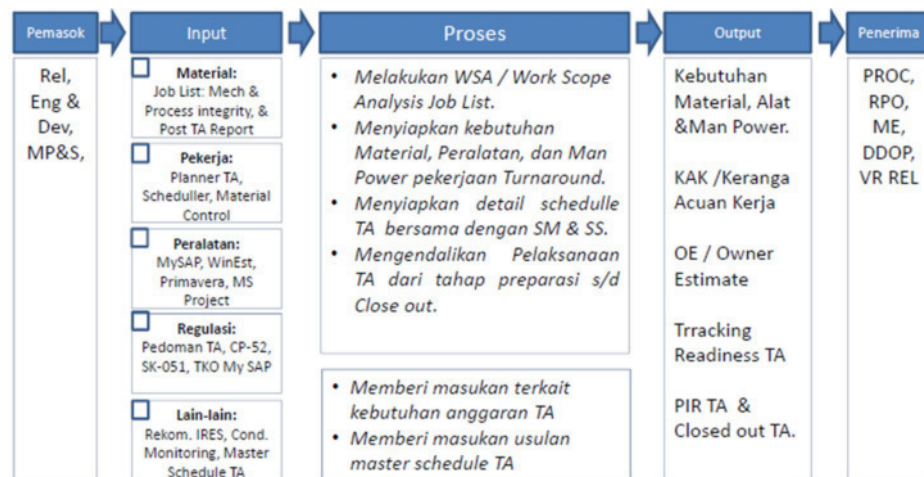 Pemasok
Input
Proses
Output
Penerima
Rel,
Eng &
Dev,
MP&S,
Material:
Job List: Mech &
Process integrity, &
Post TA Report
Pekerja:
Planner TA,
Scheduller, Material
Control
Peralatan:
MySAP, WinEst,
Primavera, MS
Project
Regulasi:
Pedoman TA, CP-52,
SK-051, TKO My SAP
Lain-lain:
Rekom. IRES, Cond.
Monitoring, Master
Schedule TA
• Melakukan WSA / Work Scope
Analysis Job List.
• Menyiapkan kebutuhan
Material, Peralatan, dan Man
Power pekerjaan Turnaround.
• Menyiapkan detail schedulle
TA bersama dengan SM & SS.
• Mengendalikan Pelaksanaan
TA dari tahap preparasi s/d
Close out.
• Memberi masukan terkait
kebutuhan anggaran TA
• Memberi masukan usulan
master schedule TA
Kebutuhan
Material, Alat
&Man Power.
KAK /Keranga
Acuan Kerja
OE / Owner
Estimate
Trracking
Readiness TA
PIR TA &
Closed out TA.
PROC,
RPO,
ME,
DDOP,
VR REL